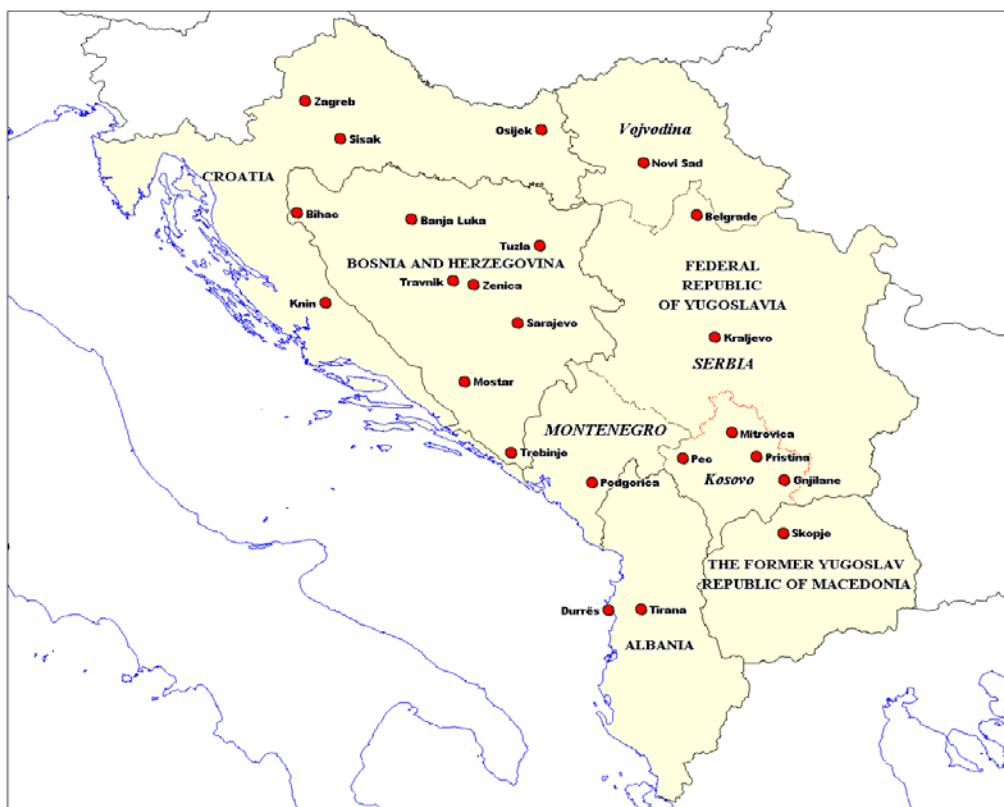 Zagreb
Osijek
Vojvodina
Sisak
Novi Sad
CROATIA
Bihac
Banja Luka
Belgrade
Tuzla
BOSNIA AND HERZEGOVINA
FEDERAL
REPUBLIC
OF YUGOSLAVIA
Travnik
Zenica
Knin
Sarajevo
Kraljevo
SERBIA
Mostar
MONTENEGRO
Mitrovica
Trebinje
Pec
Pristina
Kosovo
Gnjilane
Podgorica
Skopje
THE FORMER YUGOSLAV
REPUBLIC OF MACEDONIA
Durrës
Tirana
ALBANIA